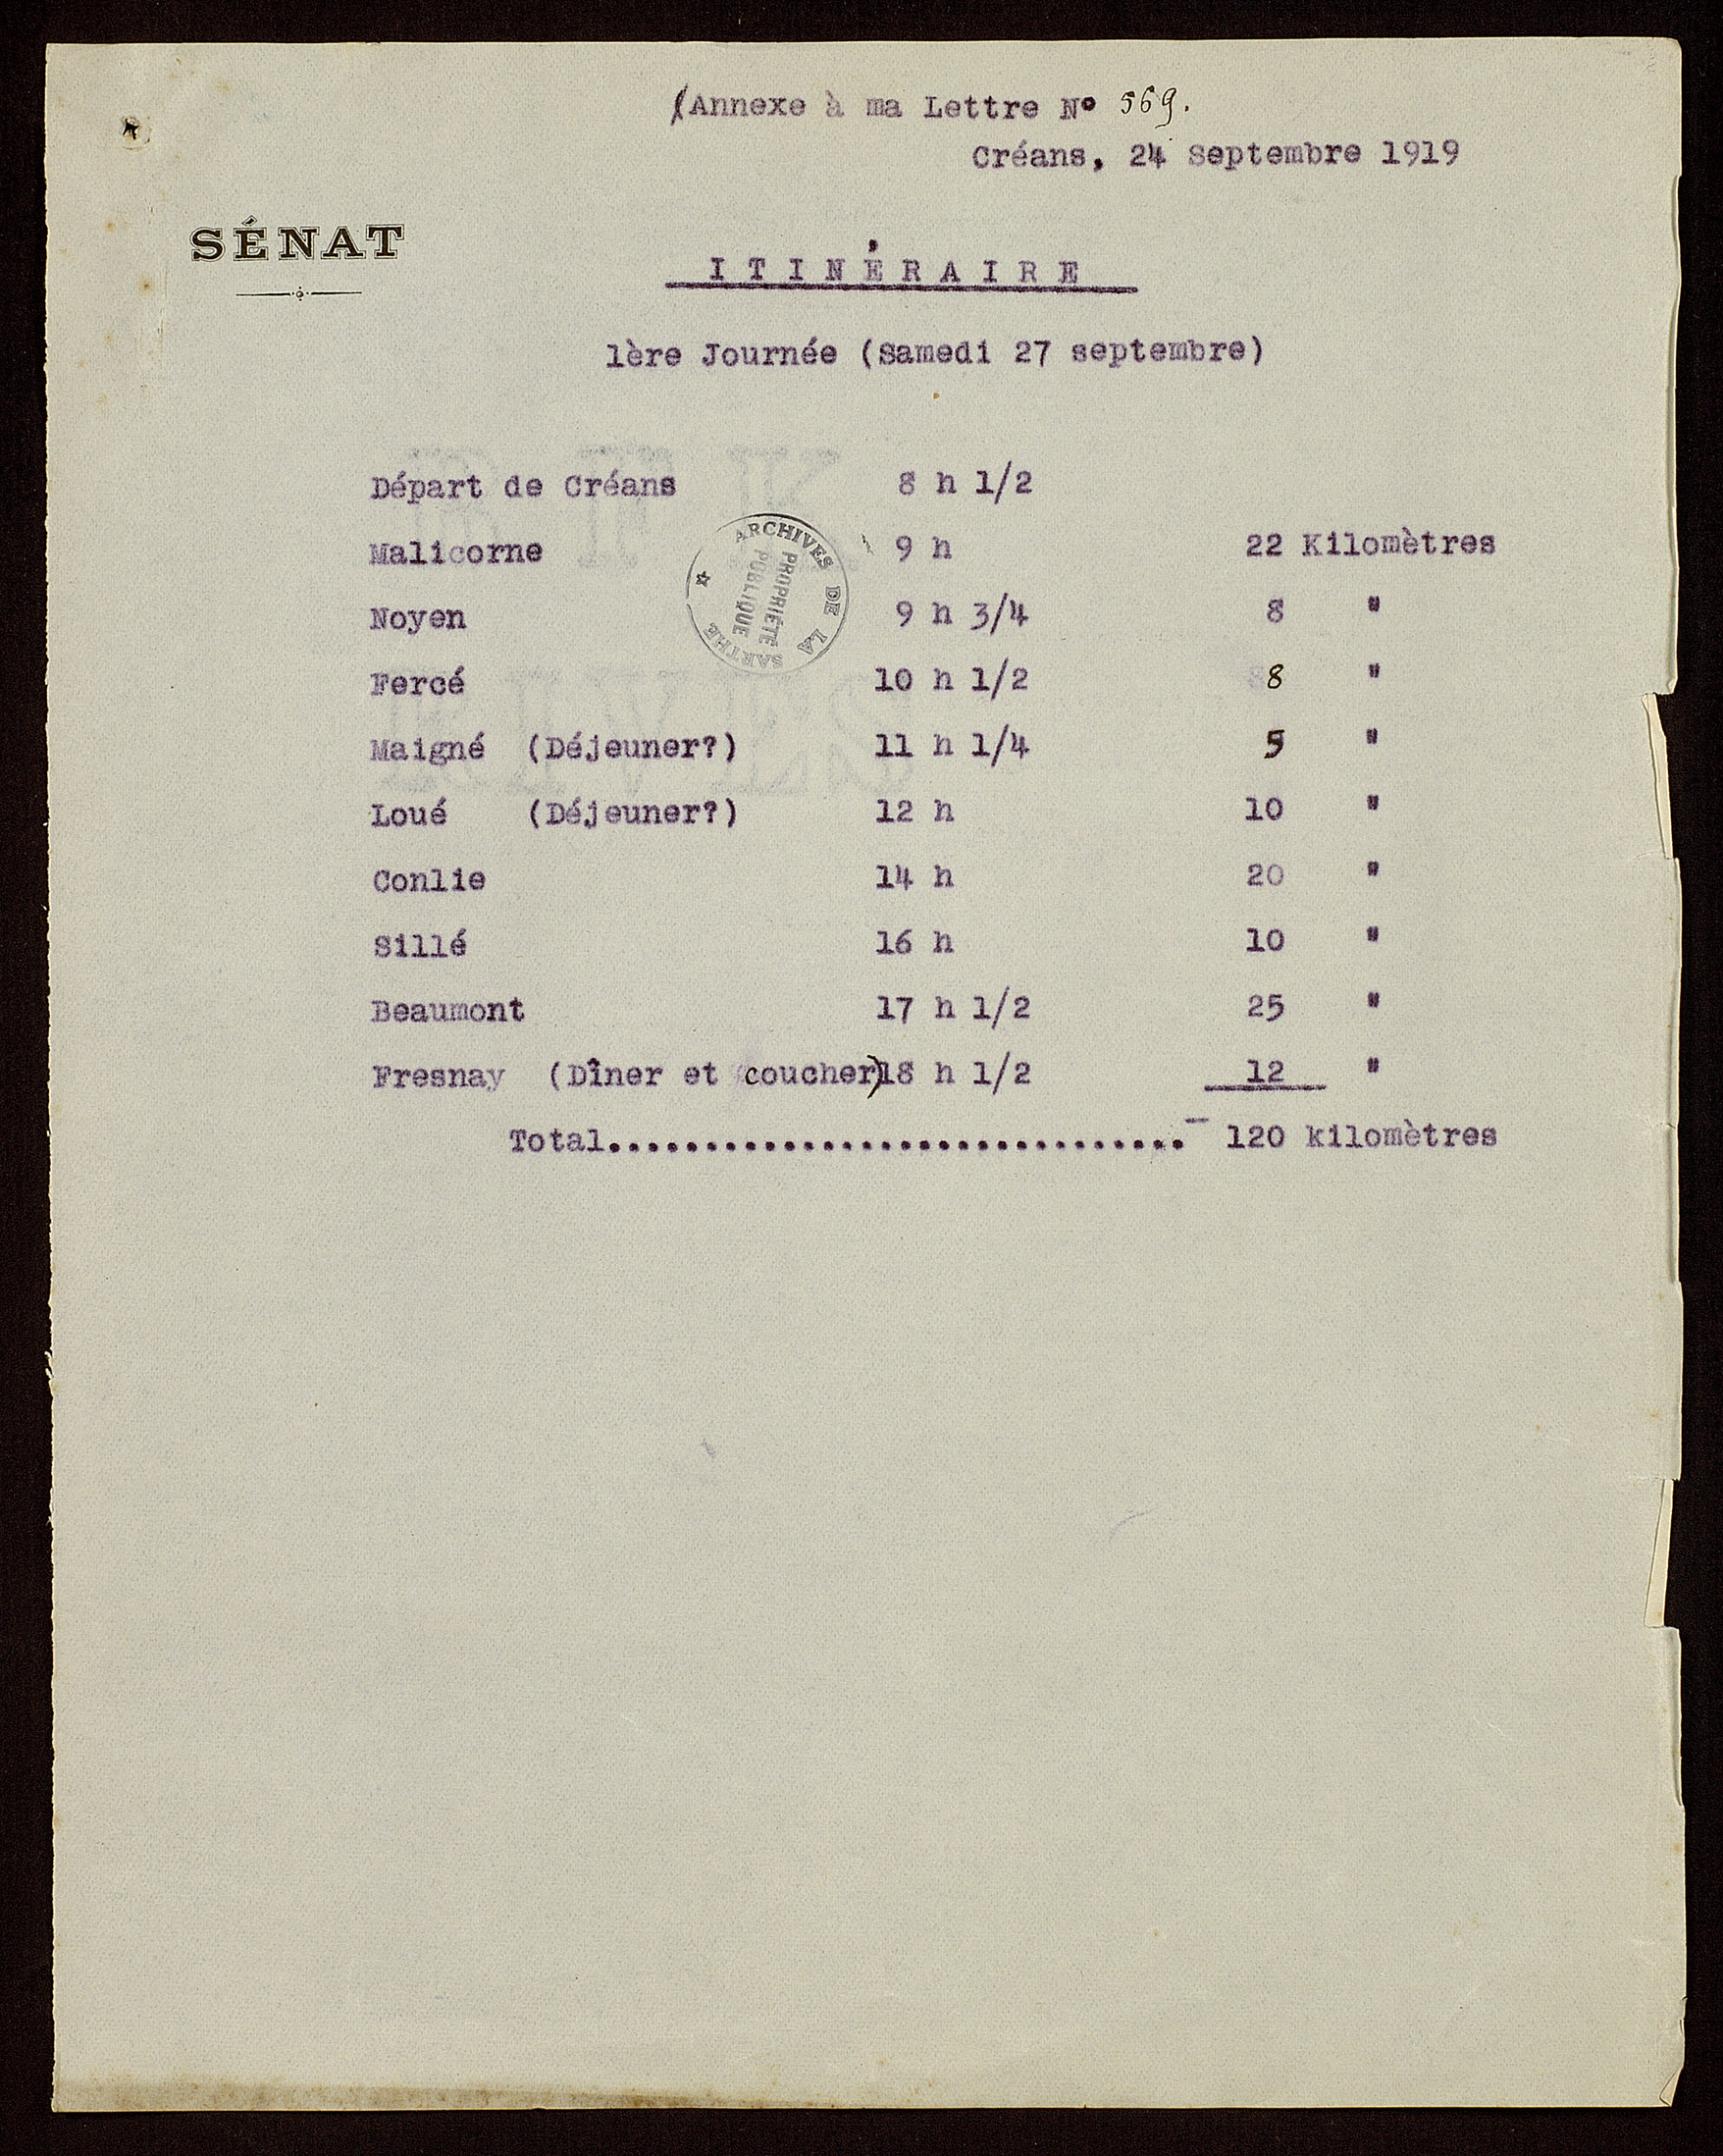 (Annexe à ma Lettre N° 569.
Créans, 24 Septembre 1919
SÉNAT
ITINÉRAIRE
1ère Journée (Samedi 27 septembre)
Départ de Créans 8 h 1/2
Malicorne 9 h 22 Kilomètres
Noyen 9 h 3/4 8 "
Fercé 10 h 1/2 8 "
Maigné (Déjeuner?) 11 h 1/4 5 "
Loué (Déjeuner?) 12 h 10 "
Conlie 14 h 20 "
Sillé 16 h 10 "
Beaumont 17 h 1/2 25 "
Fresnay (Dîner et coucher) 18 h 1/2 12 "
Total.............................. 120 kilomètres
ARCHIVES DE LA SARTHE
PROPRIÉTÉ
PUBLIQUE